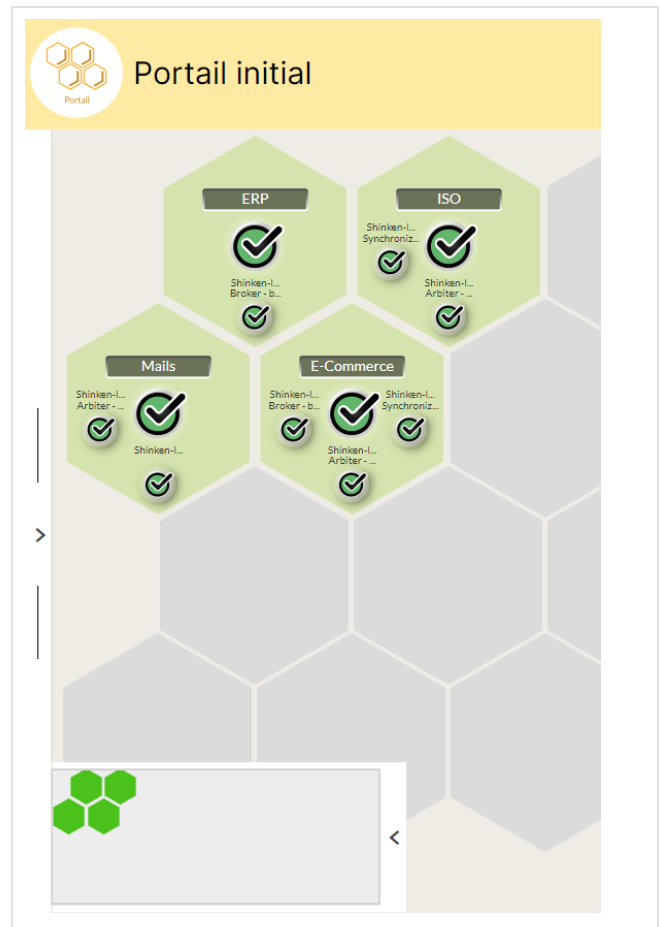 Portail
Portail initial
ERP
Shinken-I...
Broker - b...
ISO
Shinken-I...
Synchroniz...
Shinken-I...
Arbiter - ...
Mails
Shinken-I...
Arbiter - ...
Shinken-I...
E-Commerce
Shinken-I...
Broker - b...
Shinken-I...
Synchroniz...
Shinken-I...
Arbiter - ...